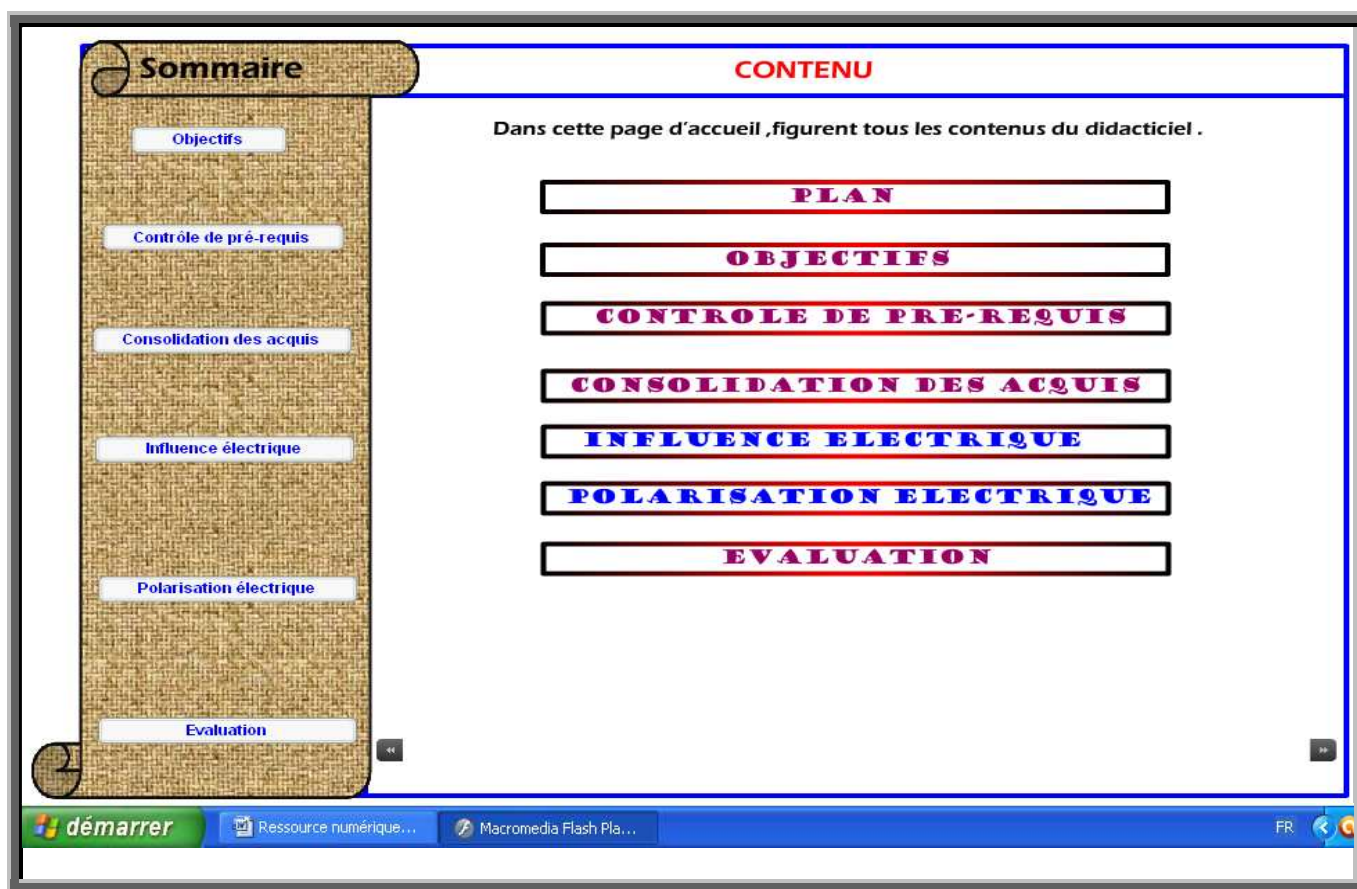 Sommaire
CONTENU
Objectifs
Contrôle de pré-requis
Consolidation des acquis
Influence électrique
Polarisation électrique
Evaluation
Dans cette page d'accueil ,figurent tous les contenus du didacticiel .
PLAN
OBJECTIFS
CONTROLE DE PRE-REQUIS
CONSOLIDATION DES ACQUIS
INFLUENCE ELECTRIQUE
POLARISATION ELECTRIQUE
EVALUATION
démarrer
Ressource numérique...
Macromedia Flash Pla...
FR